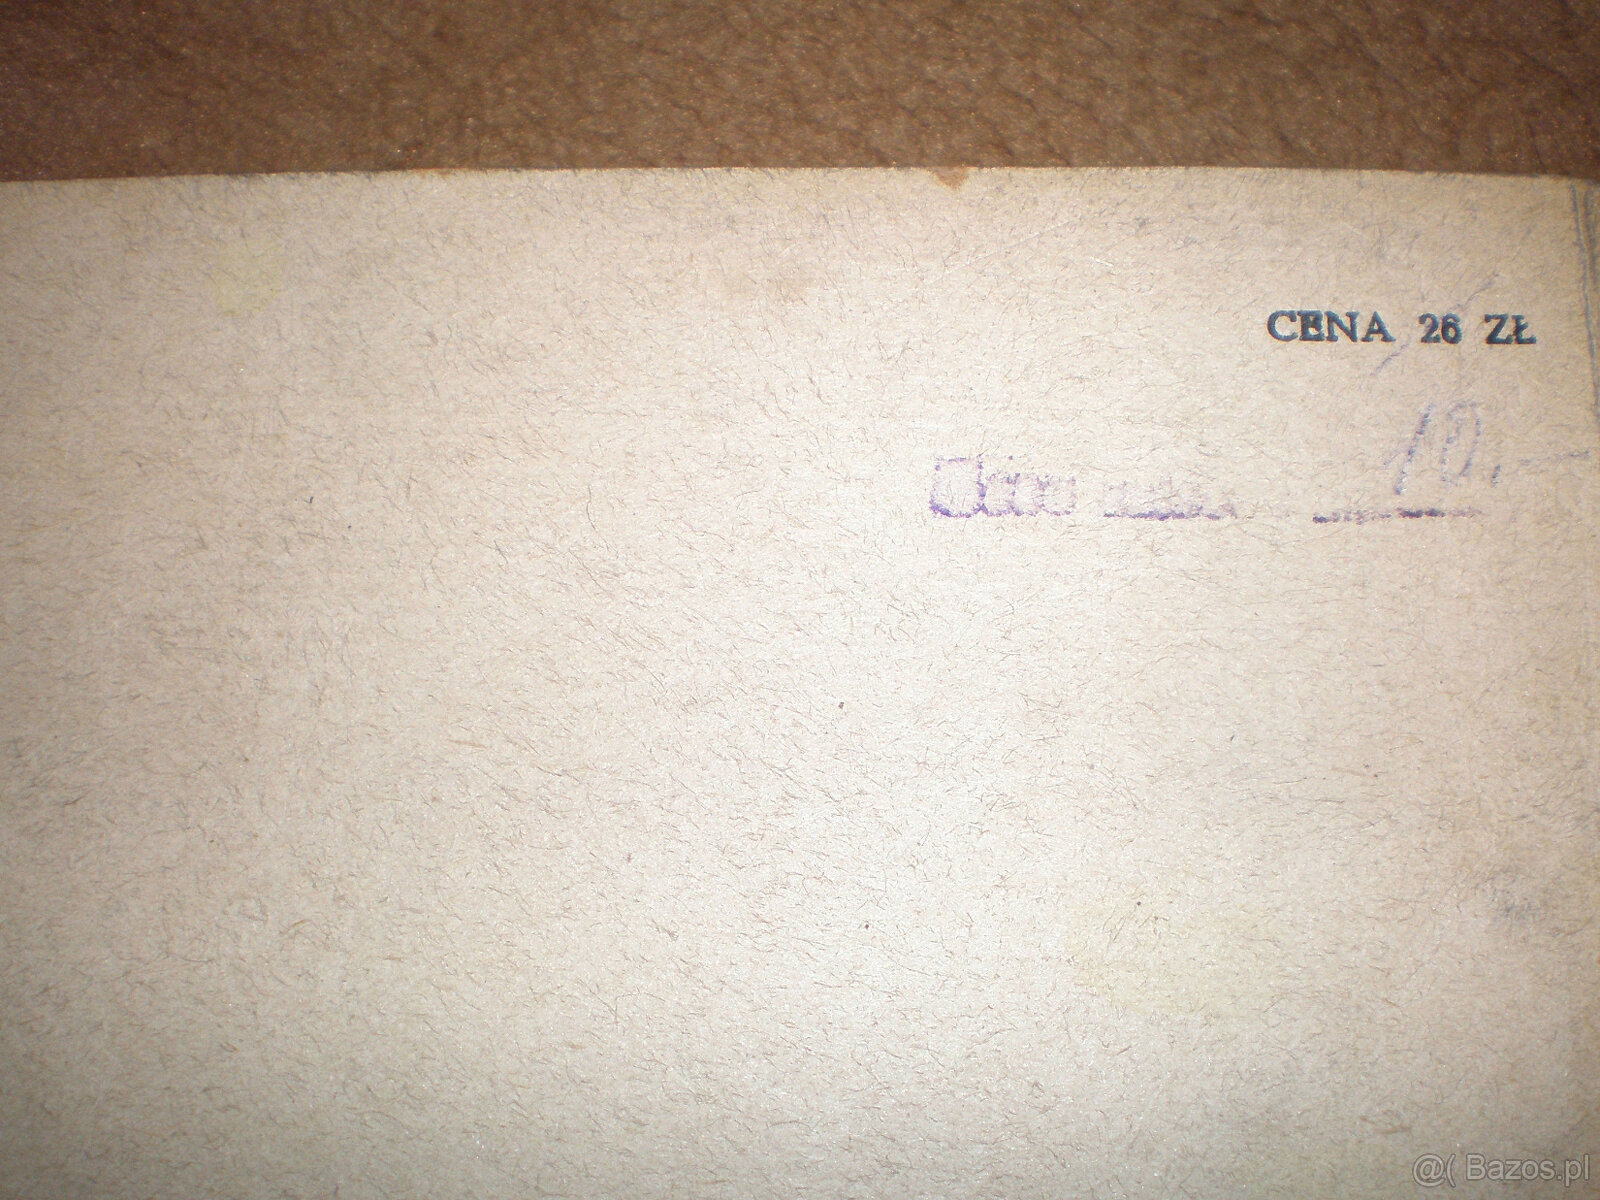 CENA 26 ZŁ
10.—
@( Bazos.pl